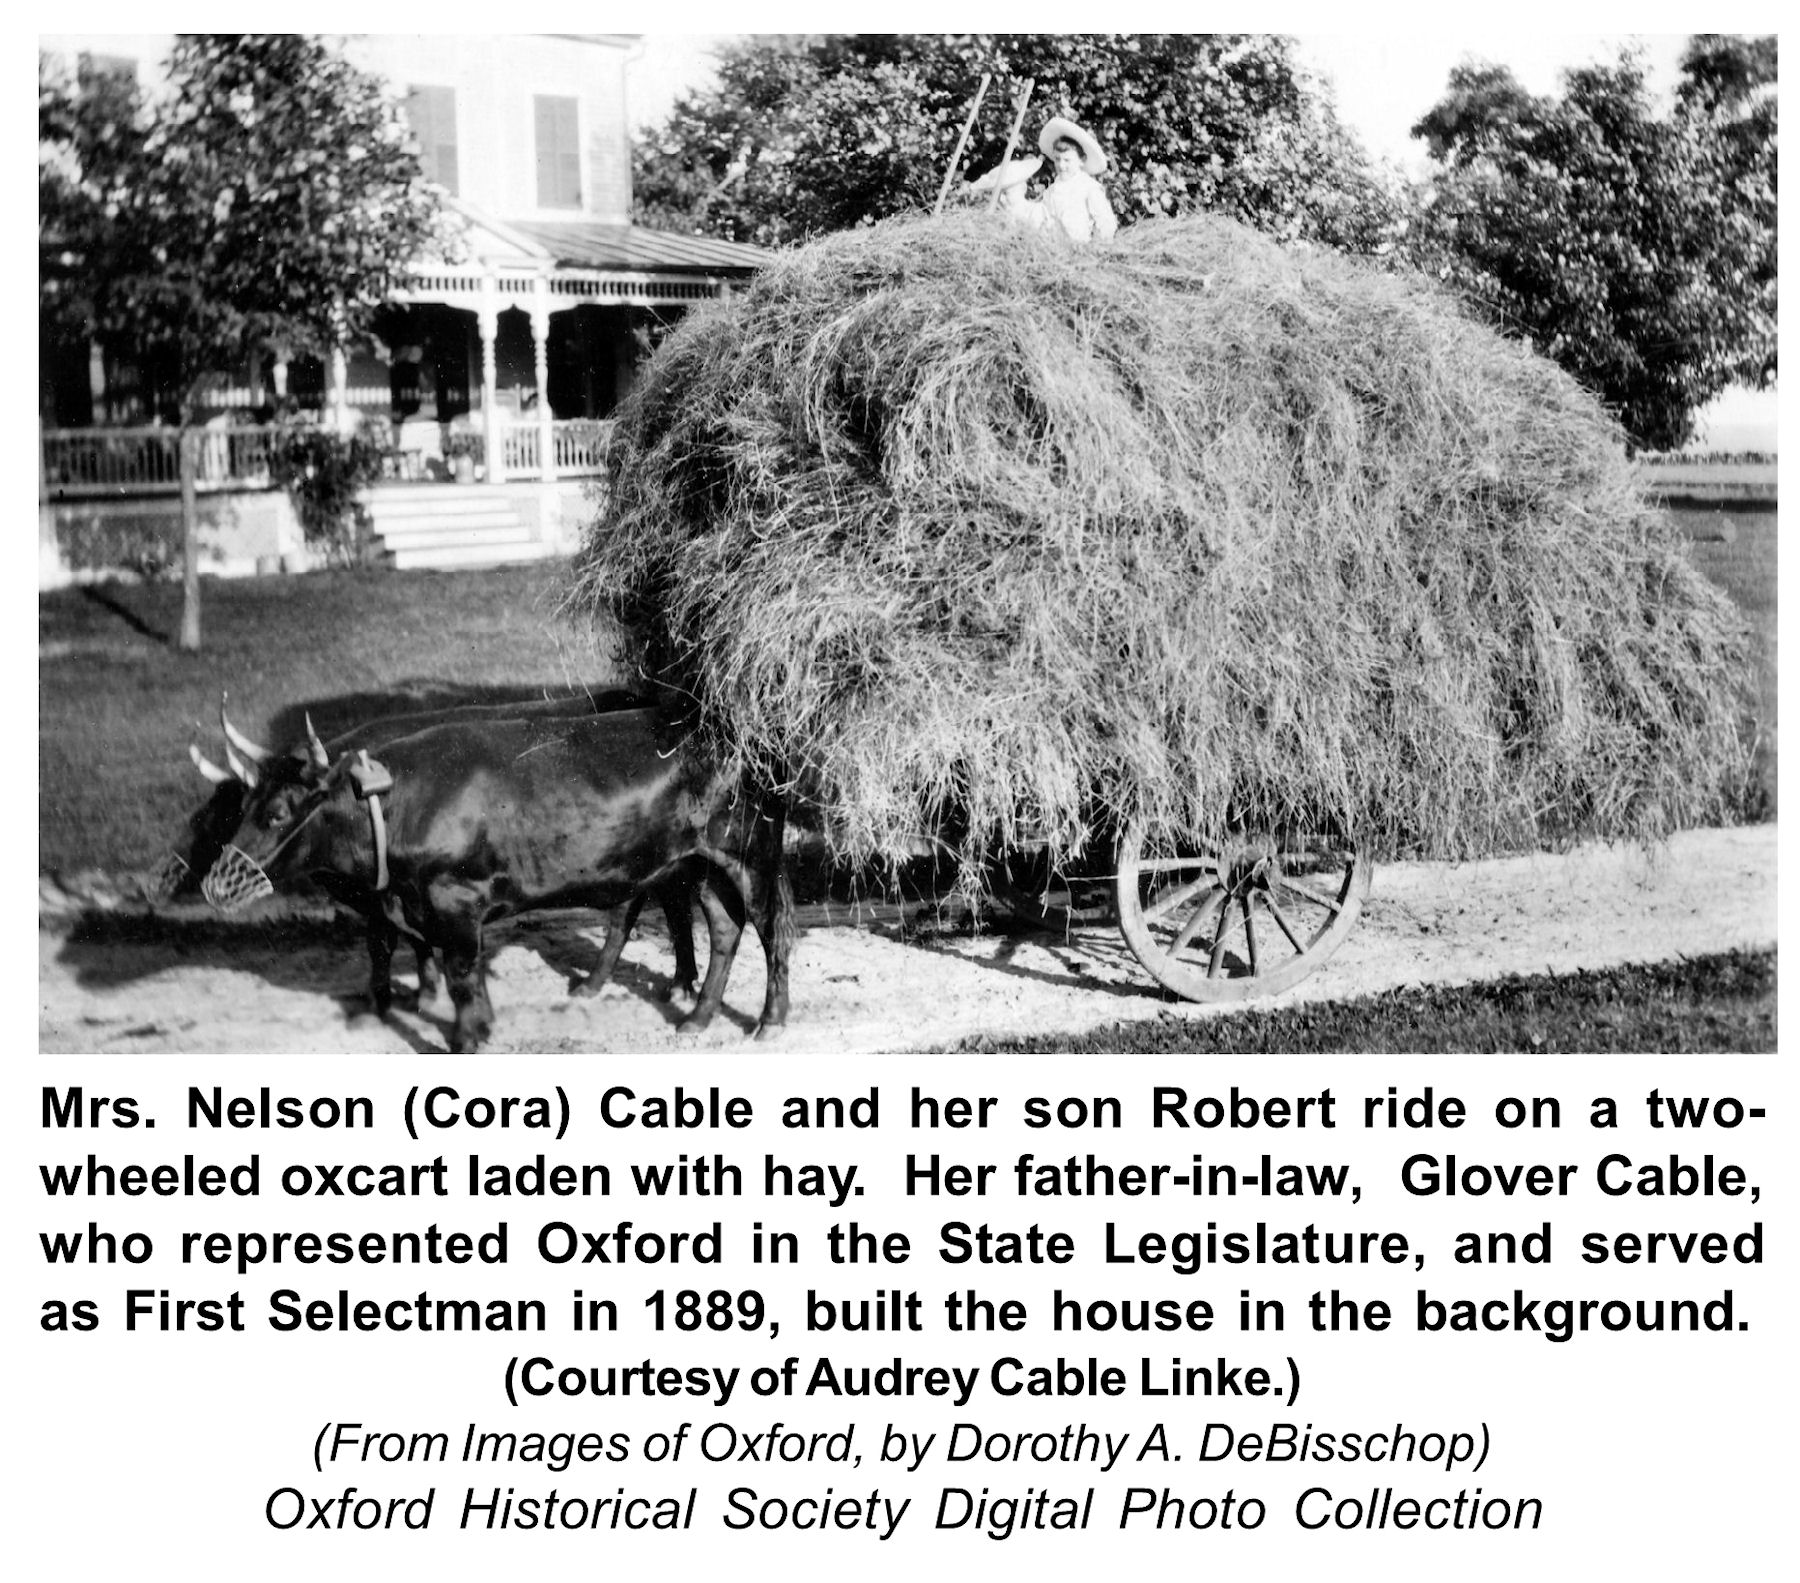 Mrs. Nelson (Cora) Cable and her son Robert ride on a two-
wheeled oxcart laden with hay. Her father-in-law, Glover Cable,
who represented Oxford in the State Legislature, and served
as First Selectman in 1889, built the house in the background.
(Courtesy of Audrey Cable Linke.)
(From Images of Oxford, by Dorothy A. DeBisschop)
Oxford Historical Society Digital Photo Collection